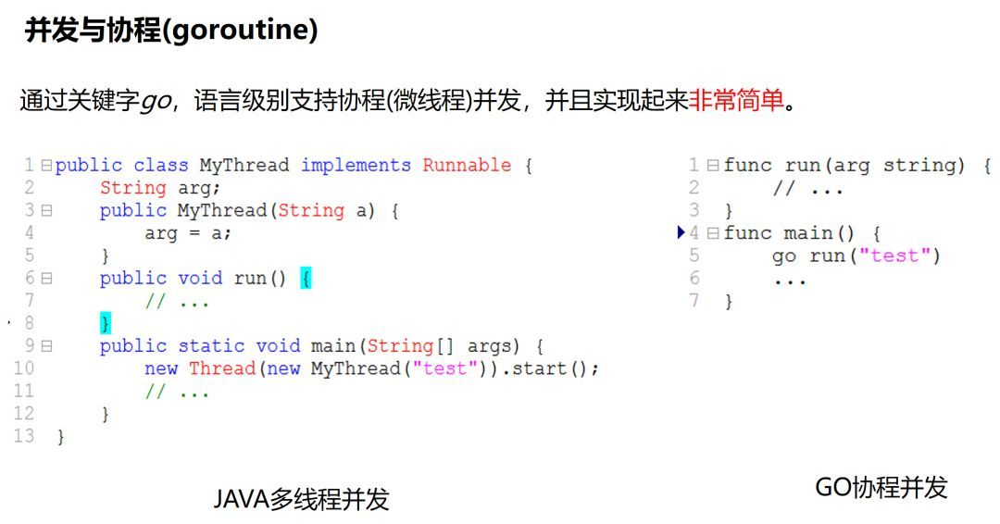 并发与协程(goroutine)
通过关键字go，语言级别支持协程(微线程)并发，并且实现起来非常简单。
1 public class MyThread implements Runnable {
2     String arg;
3     public MyThread(String a) {
4         arg = a;
5     }
6     public void run() {
7         // ...
8     }
9     public static void main(String[] args) {
10         new Thread(new MyThread("test")).start();
11         // ...
12     }
13 }
JAVA多线程并发
1 func run(arg string) {
2     // ...
3 }
4 func main() {
5     go run("test")
6     ...
7 }
GO协程并发